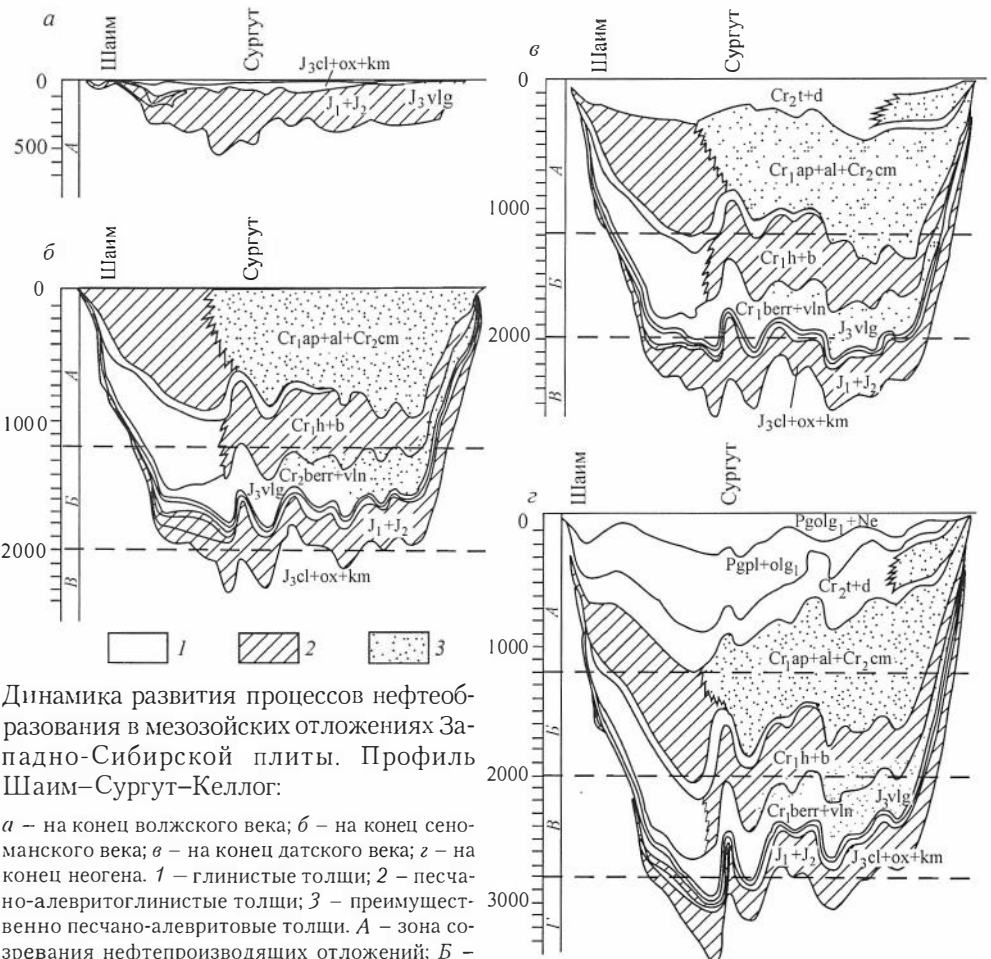 а
Шаим
Сургут
J₃cl+ox+km
0
J₁+J₂
J₃vlg
500
А
б
Шаим
Сургут
0
Cr₁ap+al+Cr₂cm
А
1000
Cr₁h+b
Cr₂berr+vln
J₃vlg
Б
J₁+J₂
2000
В
J₃cl+ox+km
1
2
3
Динамика развития процессов нефтеоб-
разования в мезозойских отложениях За-
падно-Сибирской плиты. Профиль
Шаим–Сургут–Келлог:
а – на конец волжского века; б – на конец сено-
манского века; в – на конец датского века; г – на
конец неогена. 1 – глинистые толщи; 2 – песча-
но-алевритоглинистые толщи; 3 – преимущест-
венно песчано-алевритовые толщи. А – зона со-
зревания нефтепроизводящих отложений; Б –
в
Шаим
Сургут
0
Cr₂t+d
А
Cr₁ap+al+Cr₂cm
1000
Cr₁h+b
Б
Cr₁berr+vln
J₃vlg
2000
J₁+J₂
В
J₃cl+ox+km
г
Шаим
Сургут
0
Pgolg₁+Ne
Pgpl+olg₁
Cr₂t+d
А
1000
Cr₁ap+al+Cr₂cm
Б
Cr₁h+b
2000
J₃vlg
Cr₁berr+vln
В
J₁+J₂
J₃cl+ox+km
3000
Г